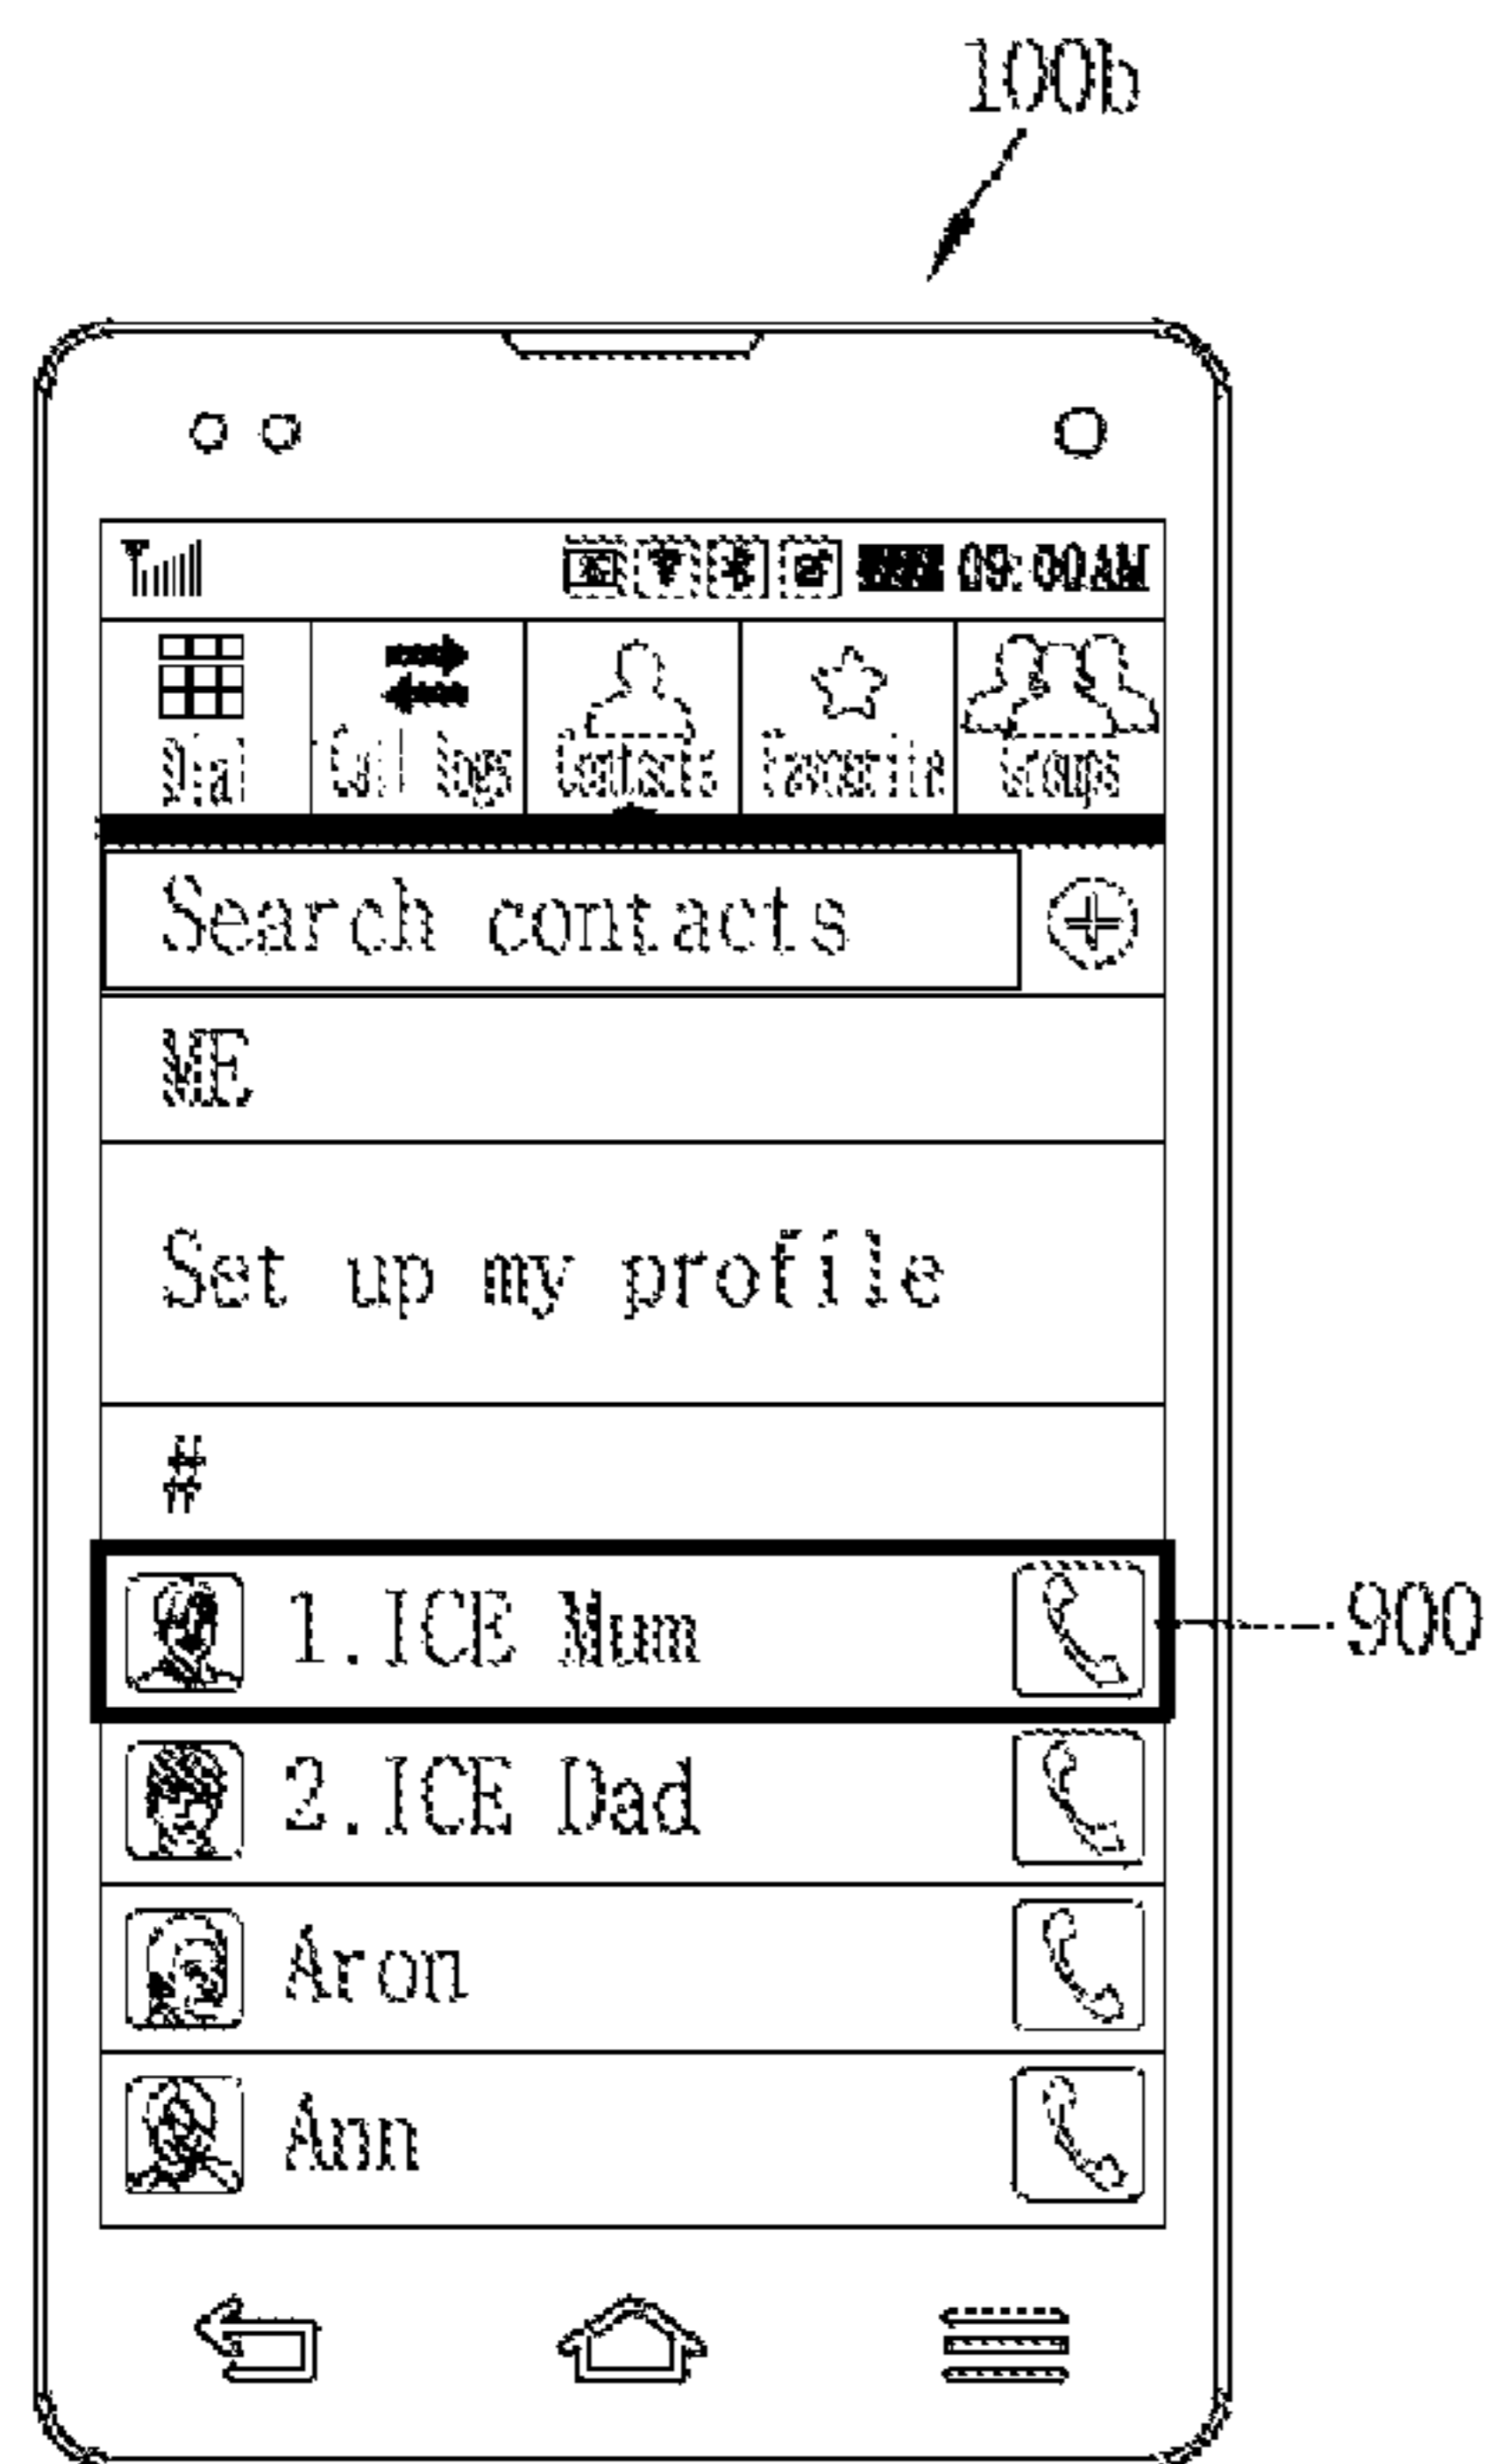 100b
09:00AM
Dial Call logs Contacts Favorite Groups
Search contacts
ME
Set up my profile
#
1.ICE Mum
900
2.ICE Dad
Aron
Ann